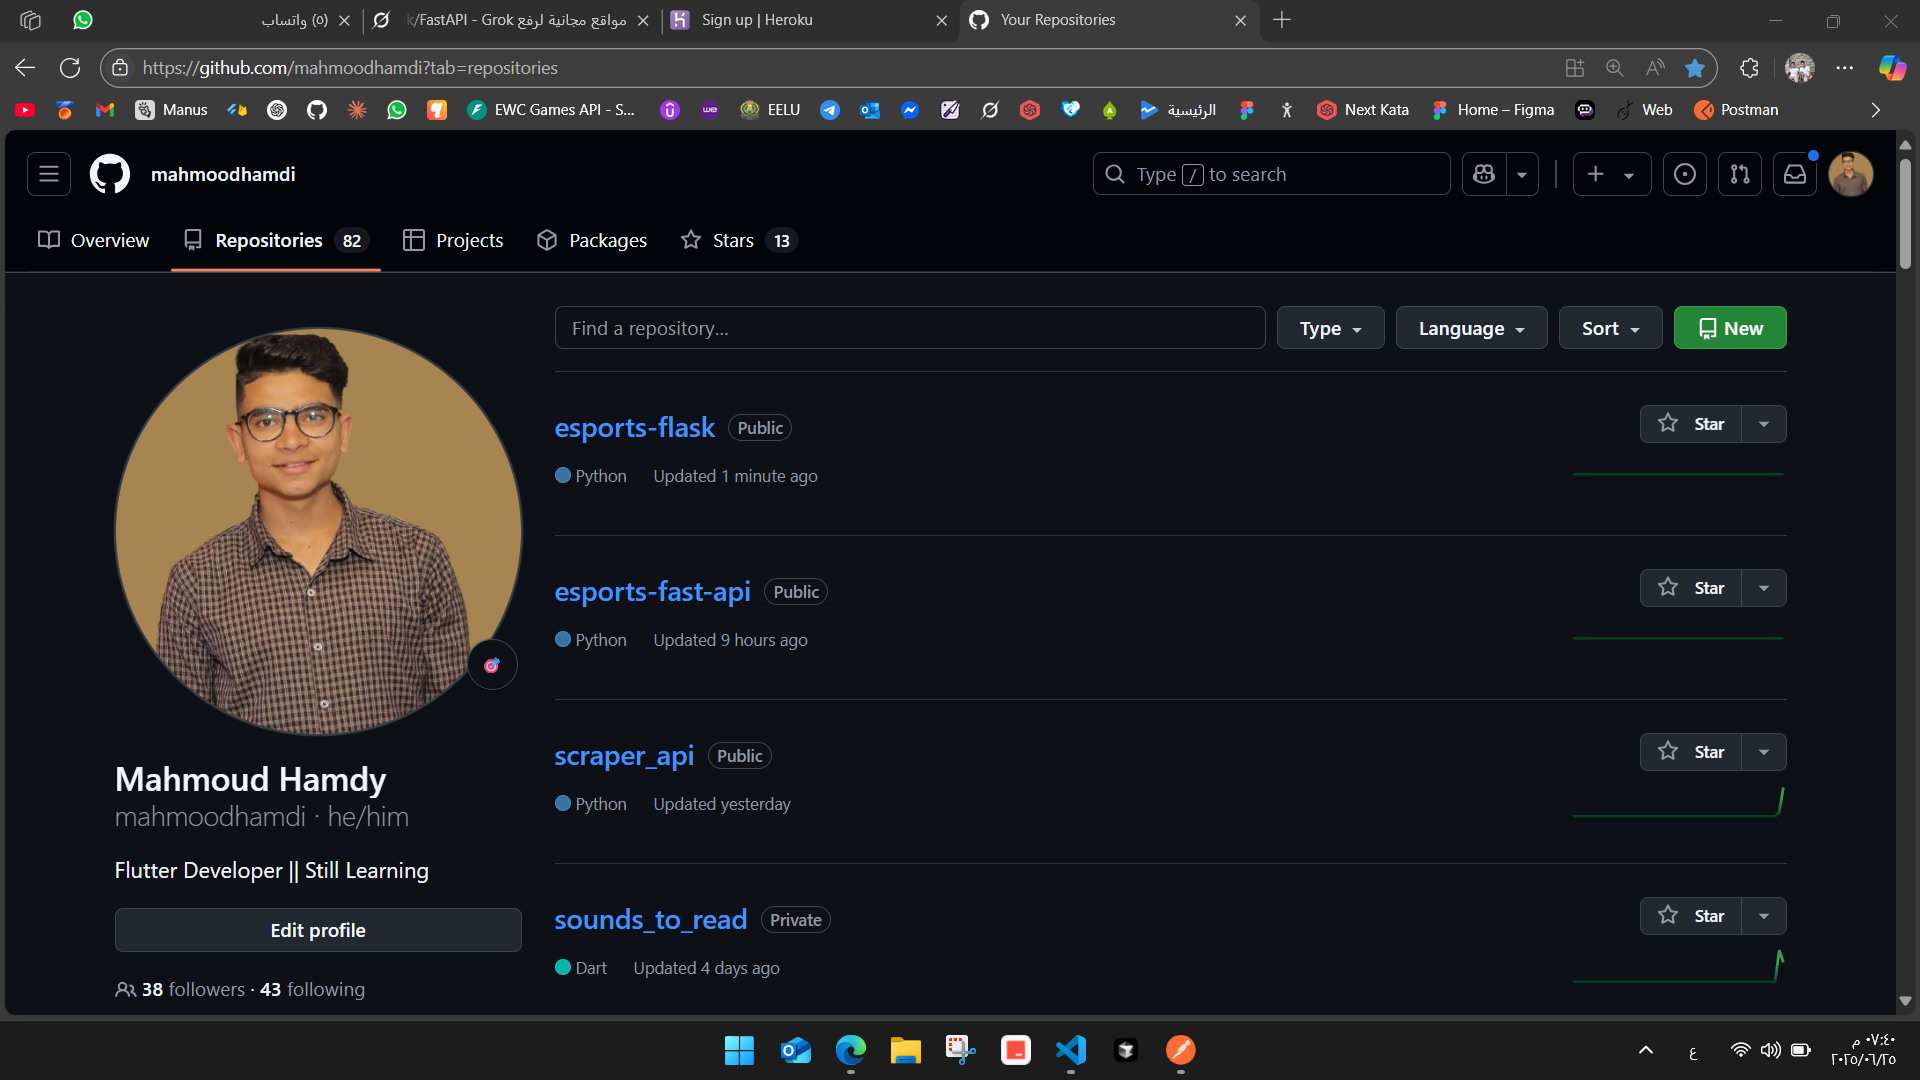 (٥) واتساب
مواقع مجانية لرفع k/FastAPI - Grok
Sign up | Heroku
Your Repositories
https://github.com/mahmoodhamdi?tab=repositories
Manus
EWC Games API - S...
EELU
الرئيسية
Next Kata
Home – Figma
Web
Postman
mahmoodhamdi
Type / to search
Overview
Repositories 82
Projects
Packages
Stars 13
Find a repository...
Type
Language
Sort
New
esports-flask Public
Star
Python Updated 1 minute ago
esports-fast-api Public
Star
Python Updated 9 hours ago
scraper_api Public
Star
Python Updated yesterday
sounds_to_read Private
Star
Dart Updated 4 days ago
Mahmoud Hamdy
mahmoodhamdi · he/him
Flutter Developer || Still Learning
Edit profile
38 followers · 43 following
ع
٠٧:٤٠ م
٢٠٢٥/٠٦/٢٥